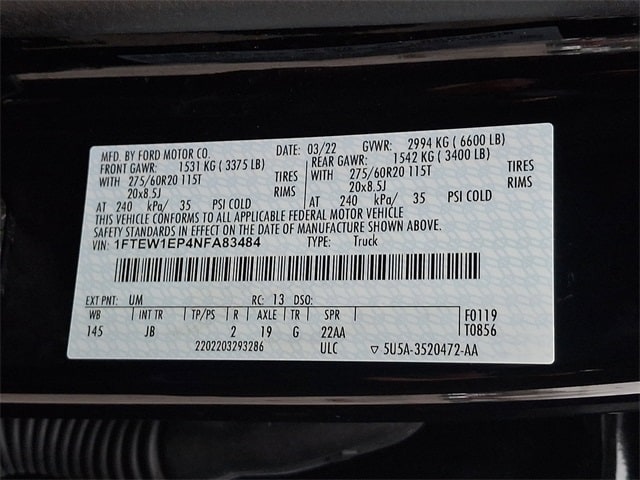 MFD. BY FORD MOTOR CO. DATE: 03/22 GVWR: 2994 KG ( 6600 LB)
FRONT GAWR: 1531 KG ( 3375 LB) REAR GAWR: 1542 KG ( 3400 LB)
WITH 275/60R20 115T TIRES WITH 275/60R20 115T TIRES
20x8.5J RIMS 20x8.5J RIMS
AT 240 kPa/ 35 PSI COLD AT 240 kPa/ 35 PSI COLD
THIS VEHICLE CONFORMS TO ALL APPLICABLE FEDERAL MOTOR VEHICLE
SAFETY STANDARDS IN EFFECT ON THE DATE OF MANUFACTURE SHOWN ABOVE.
VIN: 1FTEW1EP4NFA83484 TYPE: Truck
EXT PNT: UM RC: 13 DSO: F0119
WB INT TR TP/PS R AXLE TR SPR T0856
145 JB 2 19 G 22AA
2202203293286 ULC ▽ 5U5A-3520472-AA